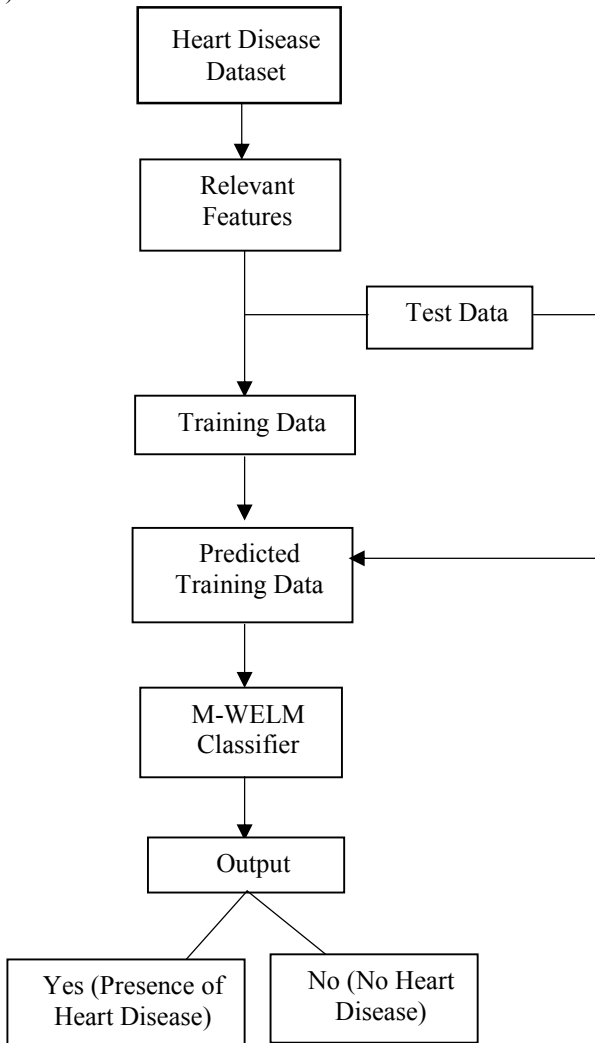 )
Heart Disease
Dataset
Relevant
Features
Test Data
Training Data
Predicted
Training Data
M-WELM
Classifier
Output
Yes (Presence of
Heart Disease)
No (No Heart
Disease)